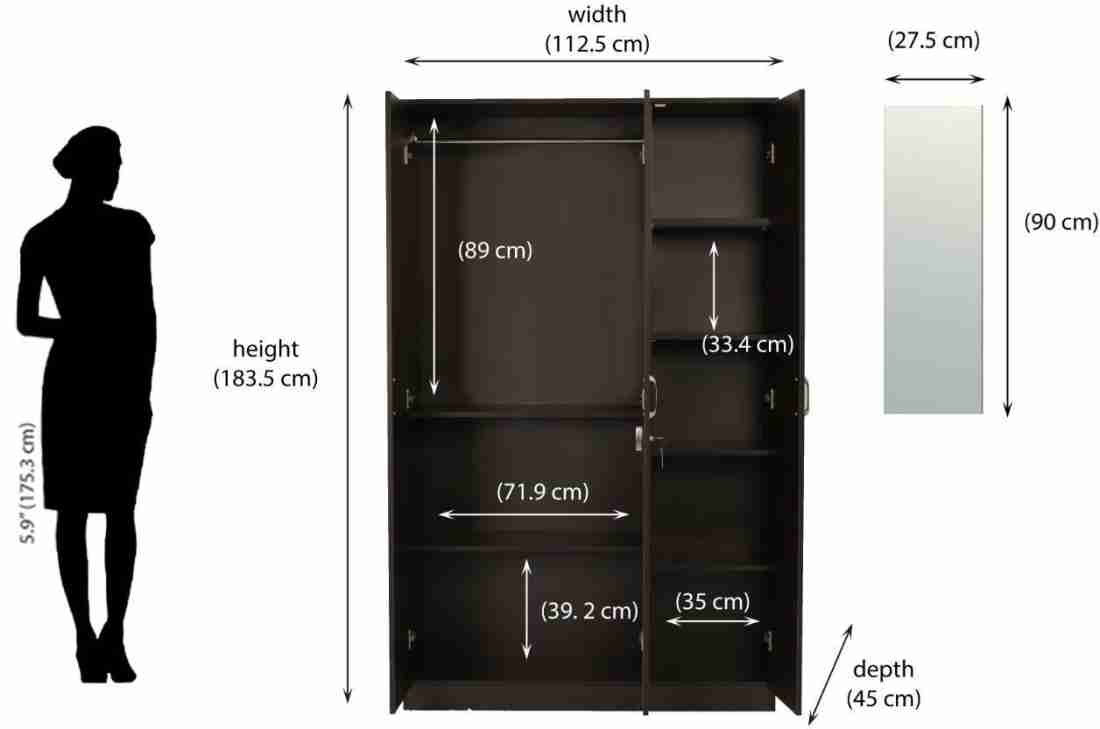 width
(112.5 cm)
(27.5 cm)
(90 cm)
(89 cm)
(33.4 cm)
height
(183.5 cm)
5.9" (175.3 cm)
(71.9 cm)
(39. 2 cm)
(35 cm)
depth
(45 cm)